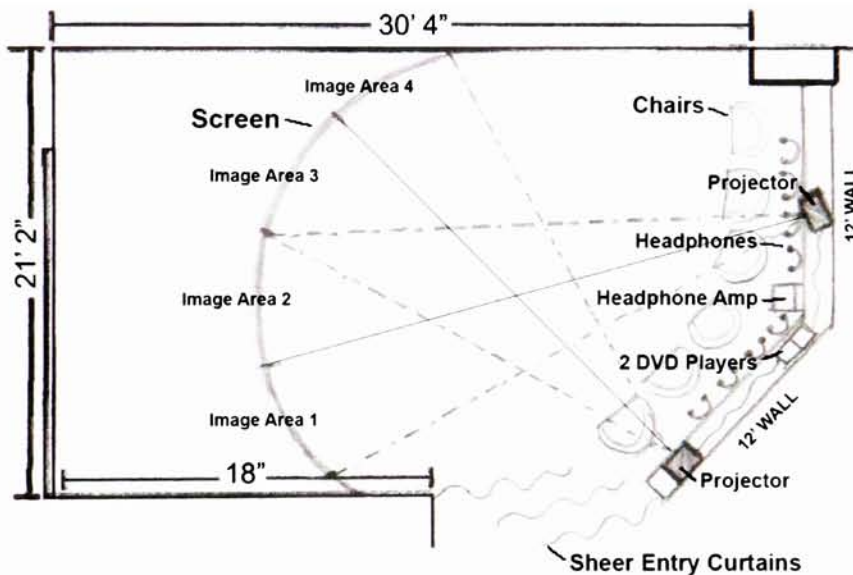 30' 4"
Image Area 4
Chairs
Screen
Image Area 3
Projector
12' WALL
21' 2"
Headphones
Image Area 2
Headphone Amp
2 DVD Players
Image Area 1
12' WALL
18"
Projector
Sheer Entry Curtains